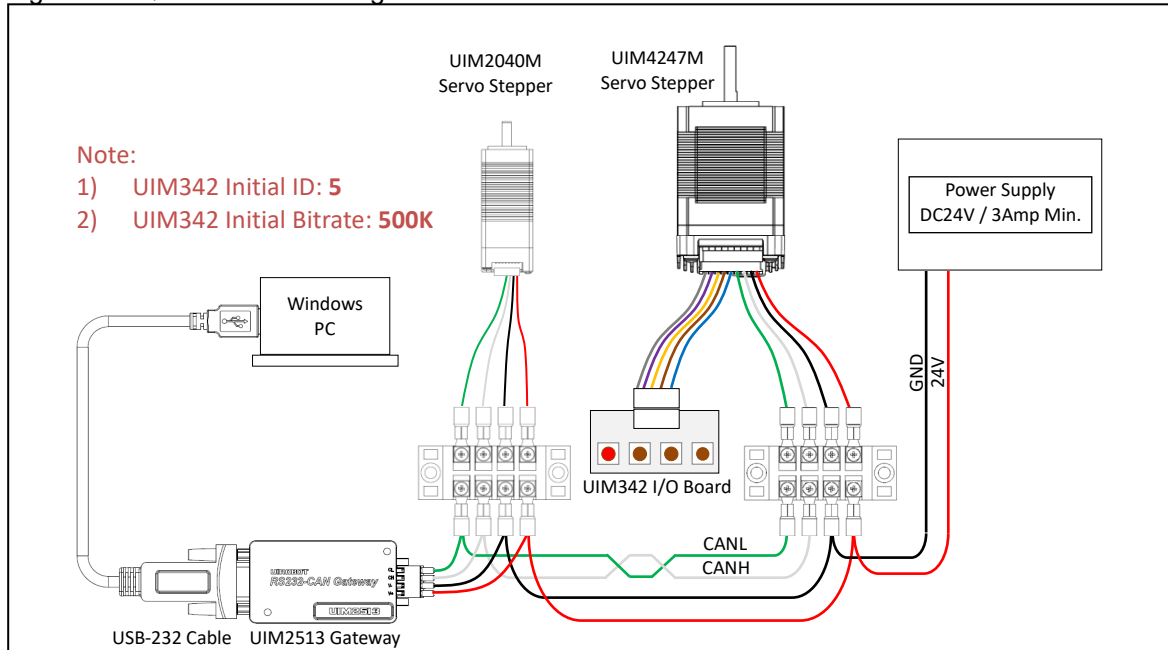 UIM2040M
Servo Stepper
UIM4247M
Servo Stepper
Note:
1) UIM342 Initial ID: 5
2) UIM342 Initial Bitrate: 500K
Power Supply
DC24V / 3Amp Min.
Windows
PC
GND
24V
UIM342 I/O Board
CANL
CANH
UIROBOT
RS232-CAN Gateway
UIM2513
USB-232 Cable
UIM2513 Gateway